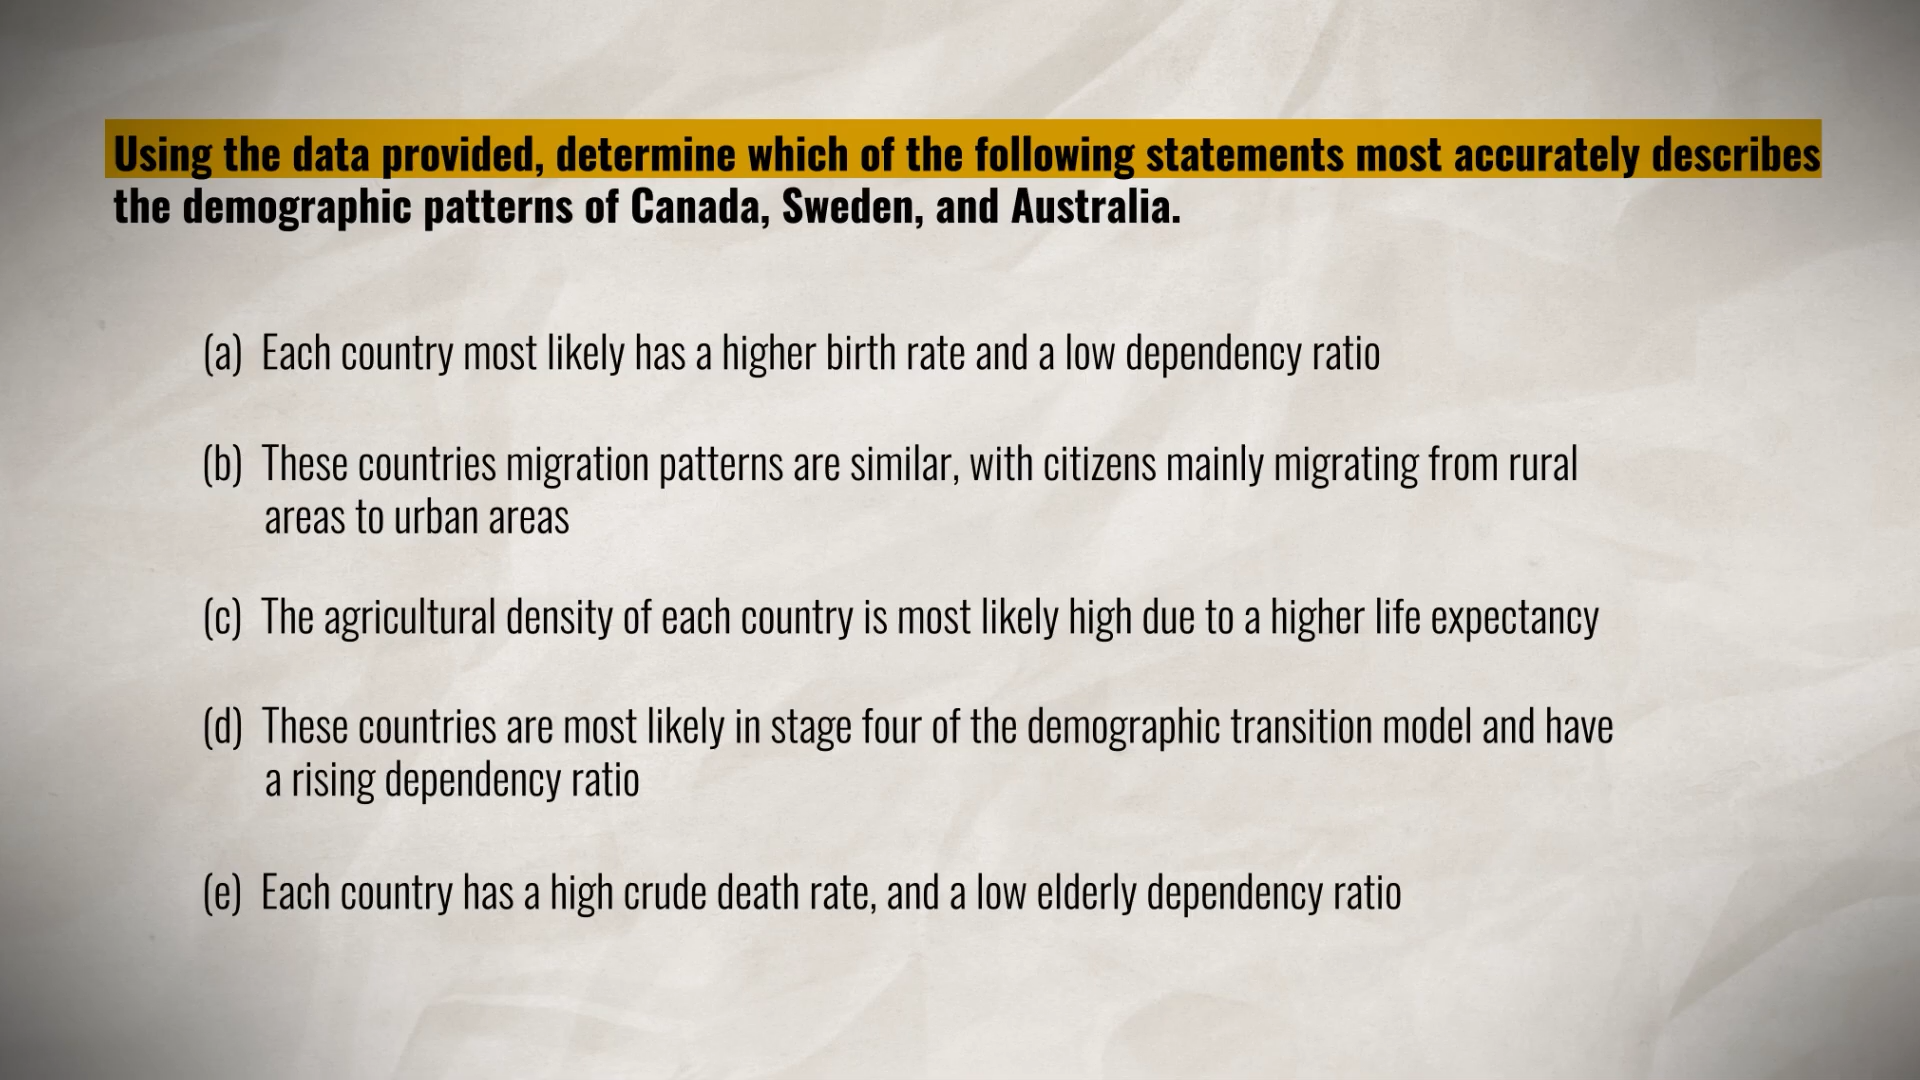 Using the data provided, determine which of the following statements most accurately describes
the demographic patterns of Canada, Sweden, and Australia.
(a) Each country most likely has a higher birth rate and a low dependency ratio
(b) These countries migration patterns are similar, with citizens mainly migrating from rural
areas to urban areas
(c) The agricultural density of each country is most likely high due to a higher life expectancy
(d) These countries are most likely in stage four of the demographic transition model and have
a rising dependency ratio
(e) Each country has a high crude death rate, and a low elderly dependency ratio